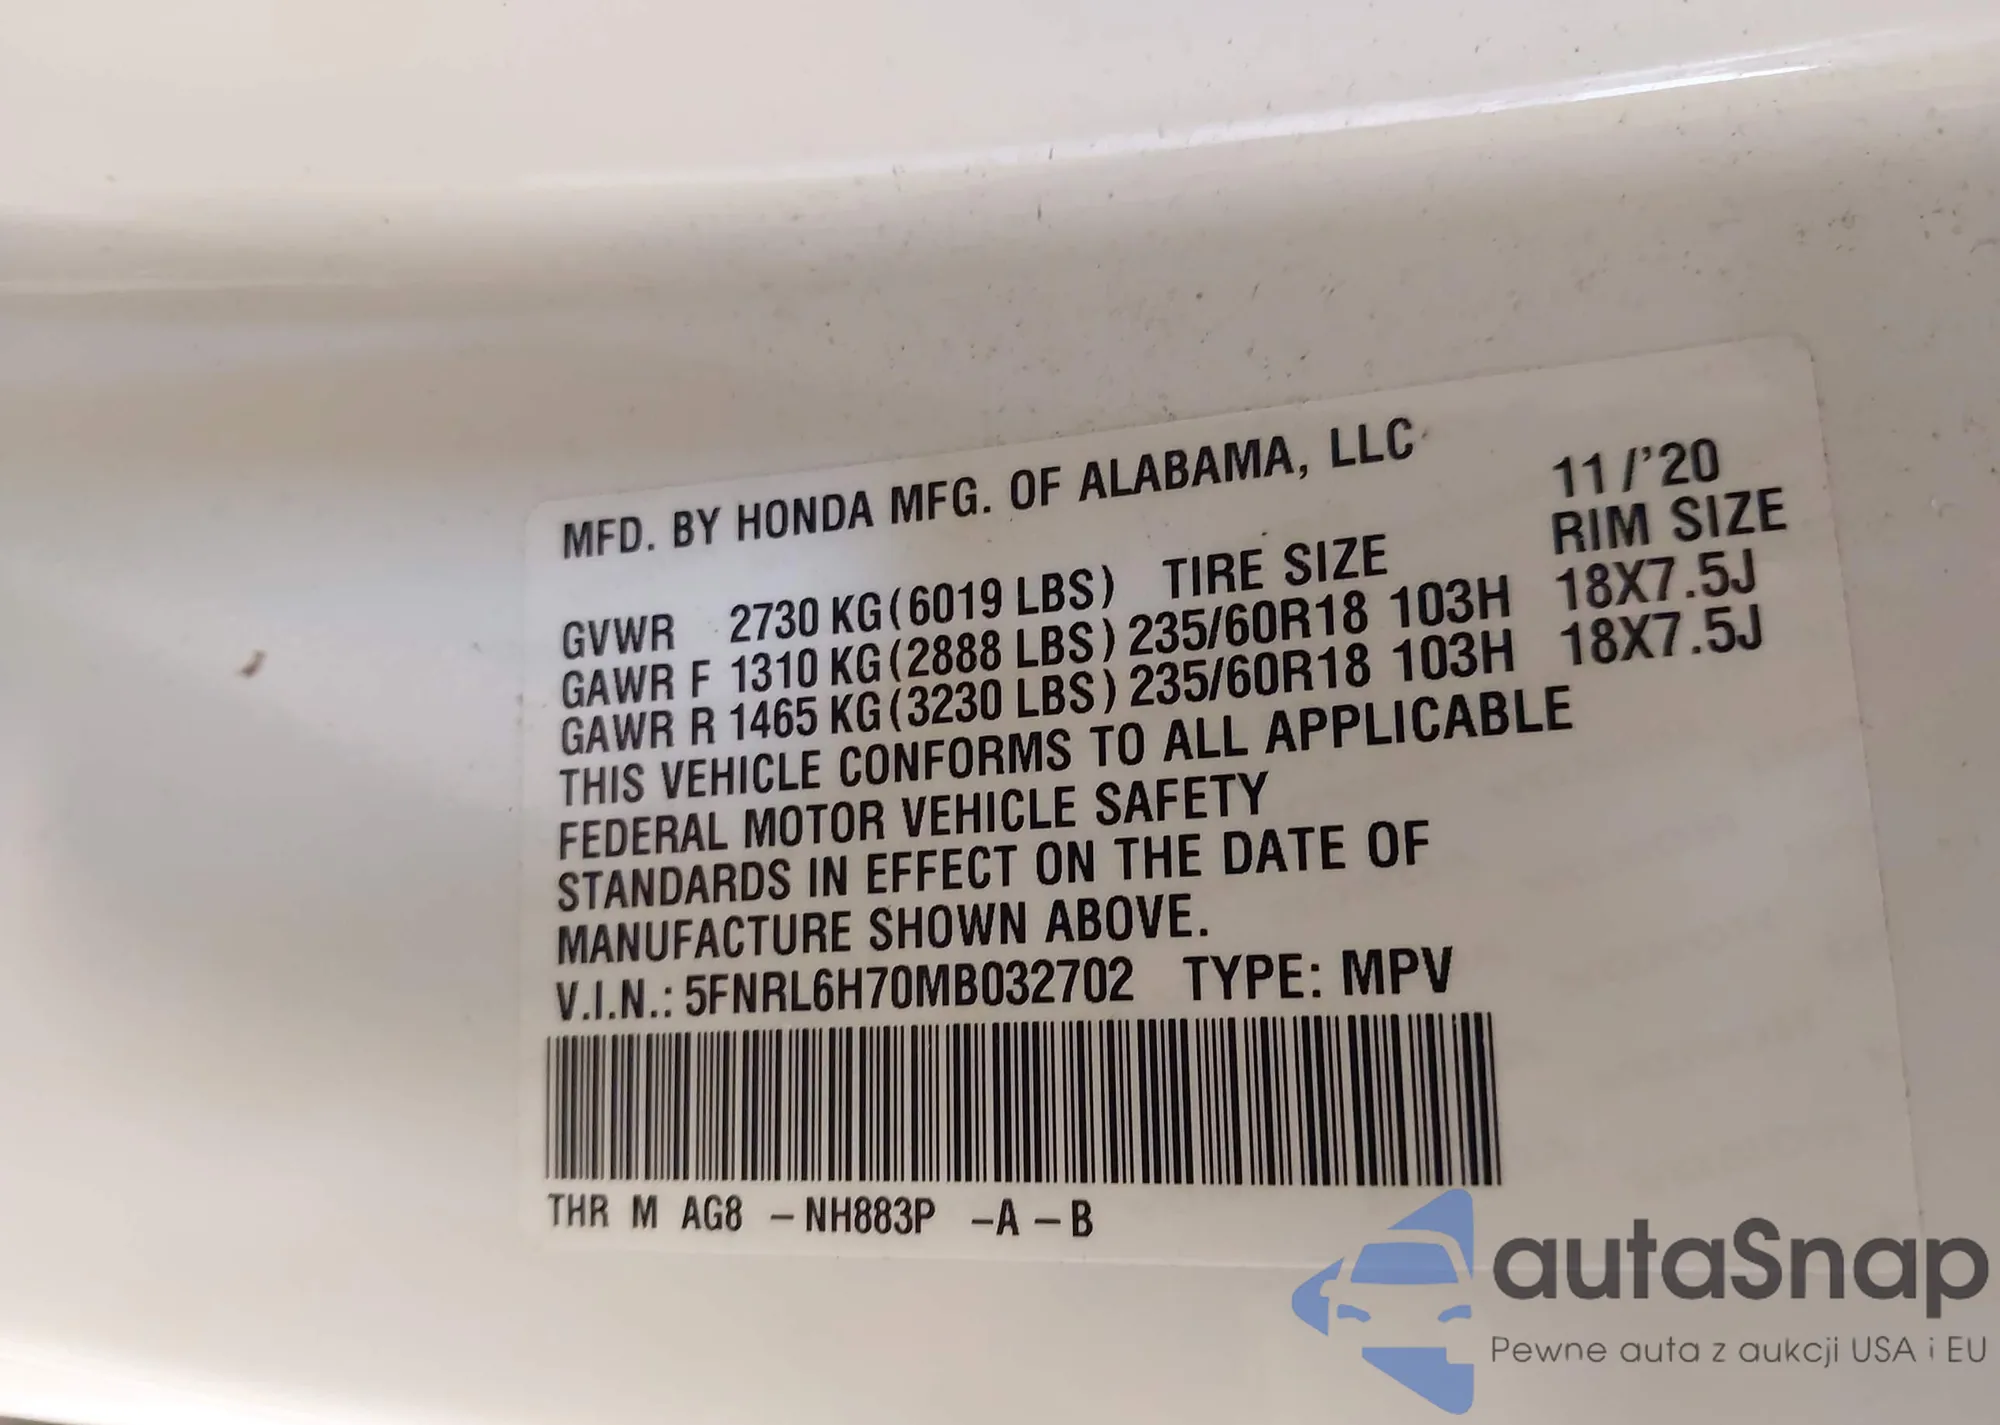 MFD. BY HONDA MFG. OF ALABAMA, LLC 11/'20
GVWR 2730 KG(6019 LBS) TIRE SIZE RIM SIZE
GAWR F 1310 KG(2888 LBS) 235/60R18 103H 18X7.5J
GAWR R 1465 KG(3230 LBS) 235/60R18 103H 18X7.5J
THIS VEHICLE CONFORMS TO ALL APPLICABLE
FEDERAL MOTOR VEHICLE SAFETY
STANDARDS IN EFFECT ON THE DATE OF
MANUFACTURE SHOWN ABOVE.
V.I.N.: 5FNRL6H70MB032702 TYPE: MPV
THR M AG8 –NH883P –A –B
autaSnap
Pewne auta z aukcji USA i EU